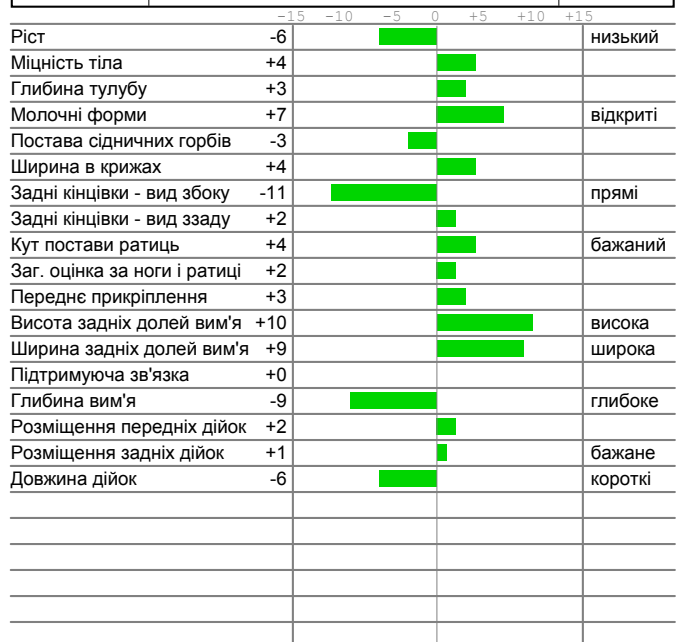 -15 -10 -5 0 +5 +10 +15
Ріст -6 низький
Міцність тіла +4
Глибина тулубу +3
Молочні форми +7 відкриті
Постава сідничних горбів -3
Ширина в крижах +4
Задні кінцівки - вид збоку -11 прямі
Задні кінцівки - вид ззаду +2
Кут постави ратиць +4 бажаний
Заг. оцінка за ноги і ратиці +2
Переднє прикріплення +3
Висота задніх долей вим'я +10 висока
Ширина задніх долей вим'я +9 широка
Підтримуюча зв'язка +0
Глибина вим'я -9 глибоке
Розміщення передніх дійок +2
Розміщення задніх дійок +1 бажане
Довжина дійок -6 короткі